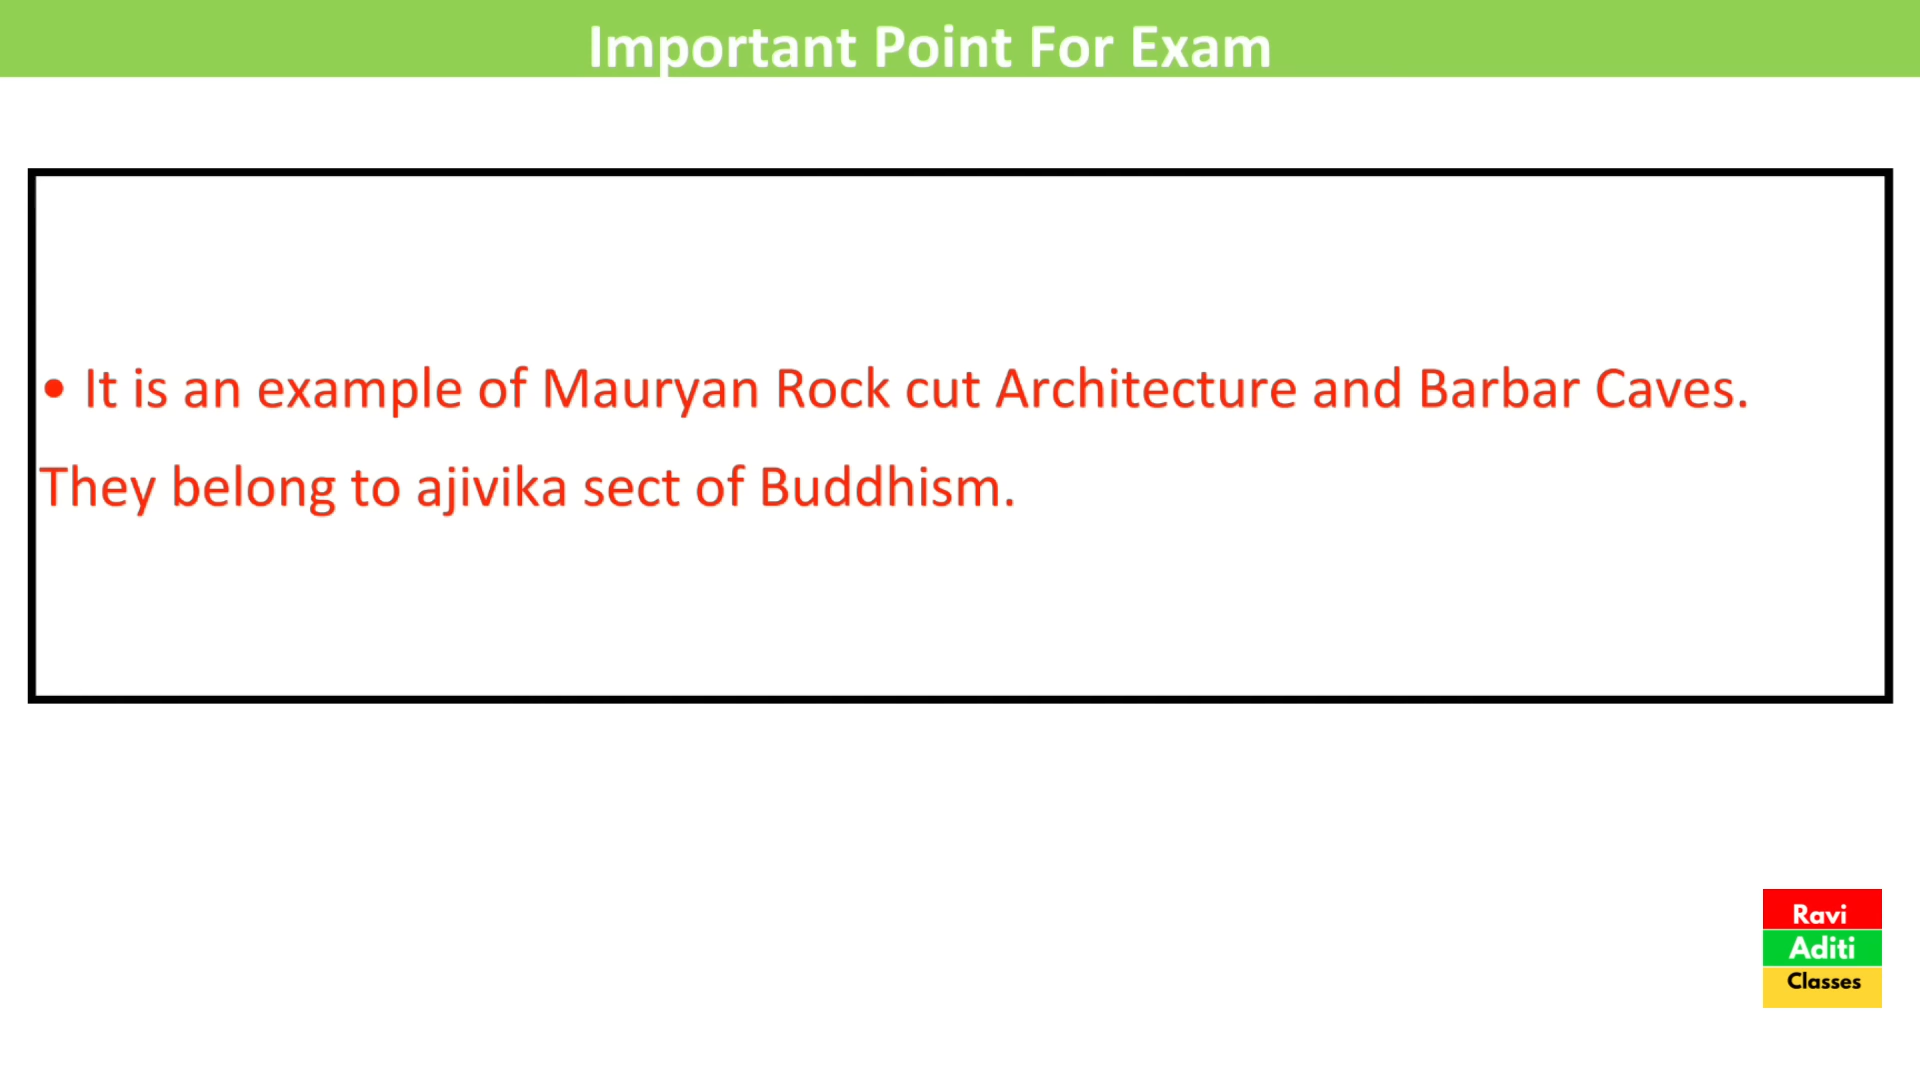 Important Point For Exam
• It is an example of Mauryan Rock cut Architecture and Barbar Caves.
They belong to ajivika sect of Buddhism.
Ravi
Aditi
Classes